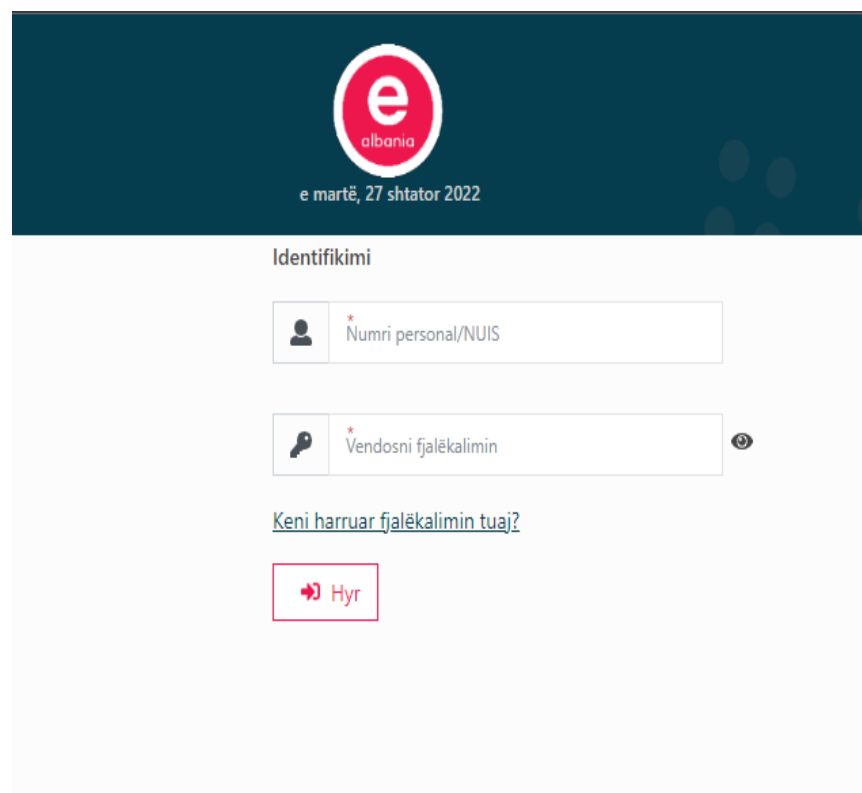 e
albania
e martë, 27 shtator 2022
Identifikimi
*
Numri personal/NUIS
*
Vendosni fjalëkalimin
Keni harruar fjalëkalimin tuaj?
Hyr